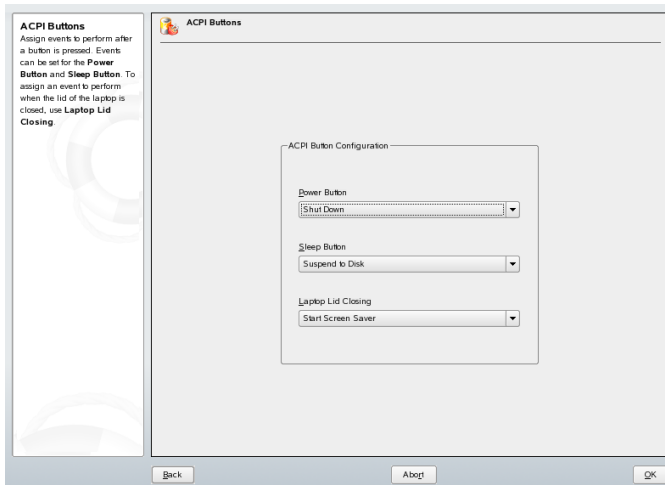 ACPI Buttons
Assign events to perform after
a button is pressed. Events
can be set for the Power
Button and Sleep Button. To
assign an event to perform
when the lid of the laptop is
closed, use Laptop Lid
Closing.
ACPI Buttons
ACPI Button Configuration
Power Button
Shut Down
Sleep Button
Suspend to Disk
Laptop Lid Closing
Start Screen Saver
Back
Abort
OK